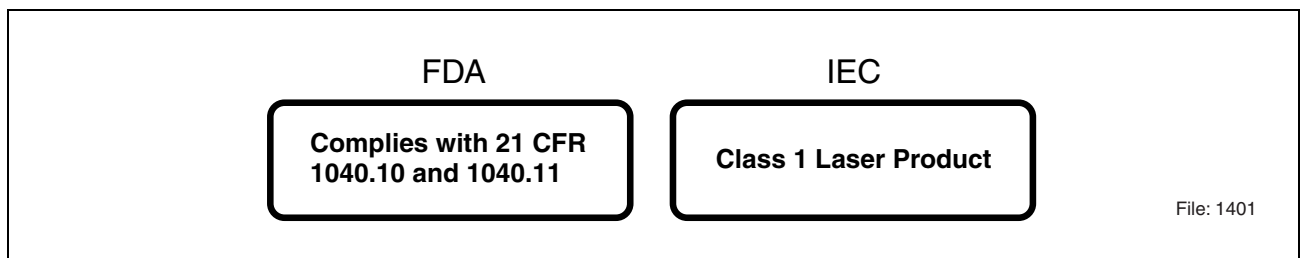 FDA
IEC
Complies with 21 CFR
1040.10 and 1040.11
Class 1 Laser Product
File: 1401